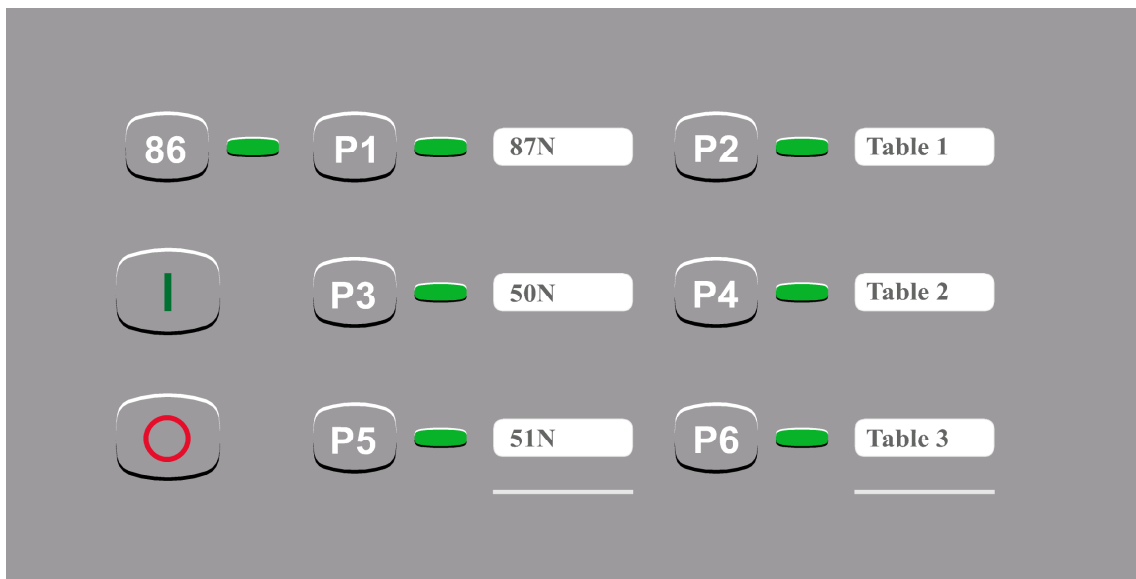 86 P1 87N P2 Table 1
I P3 50N P4 Table 2
O P5 51N P6 Table 3